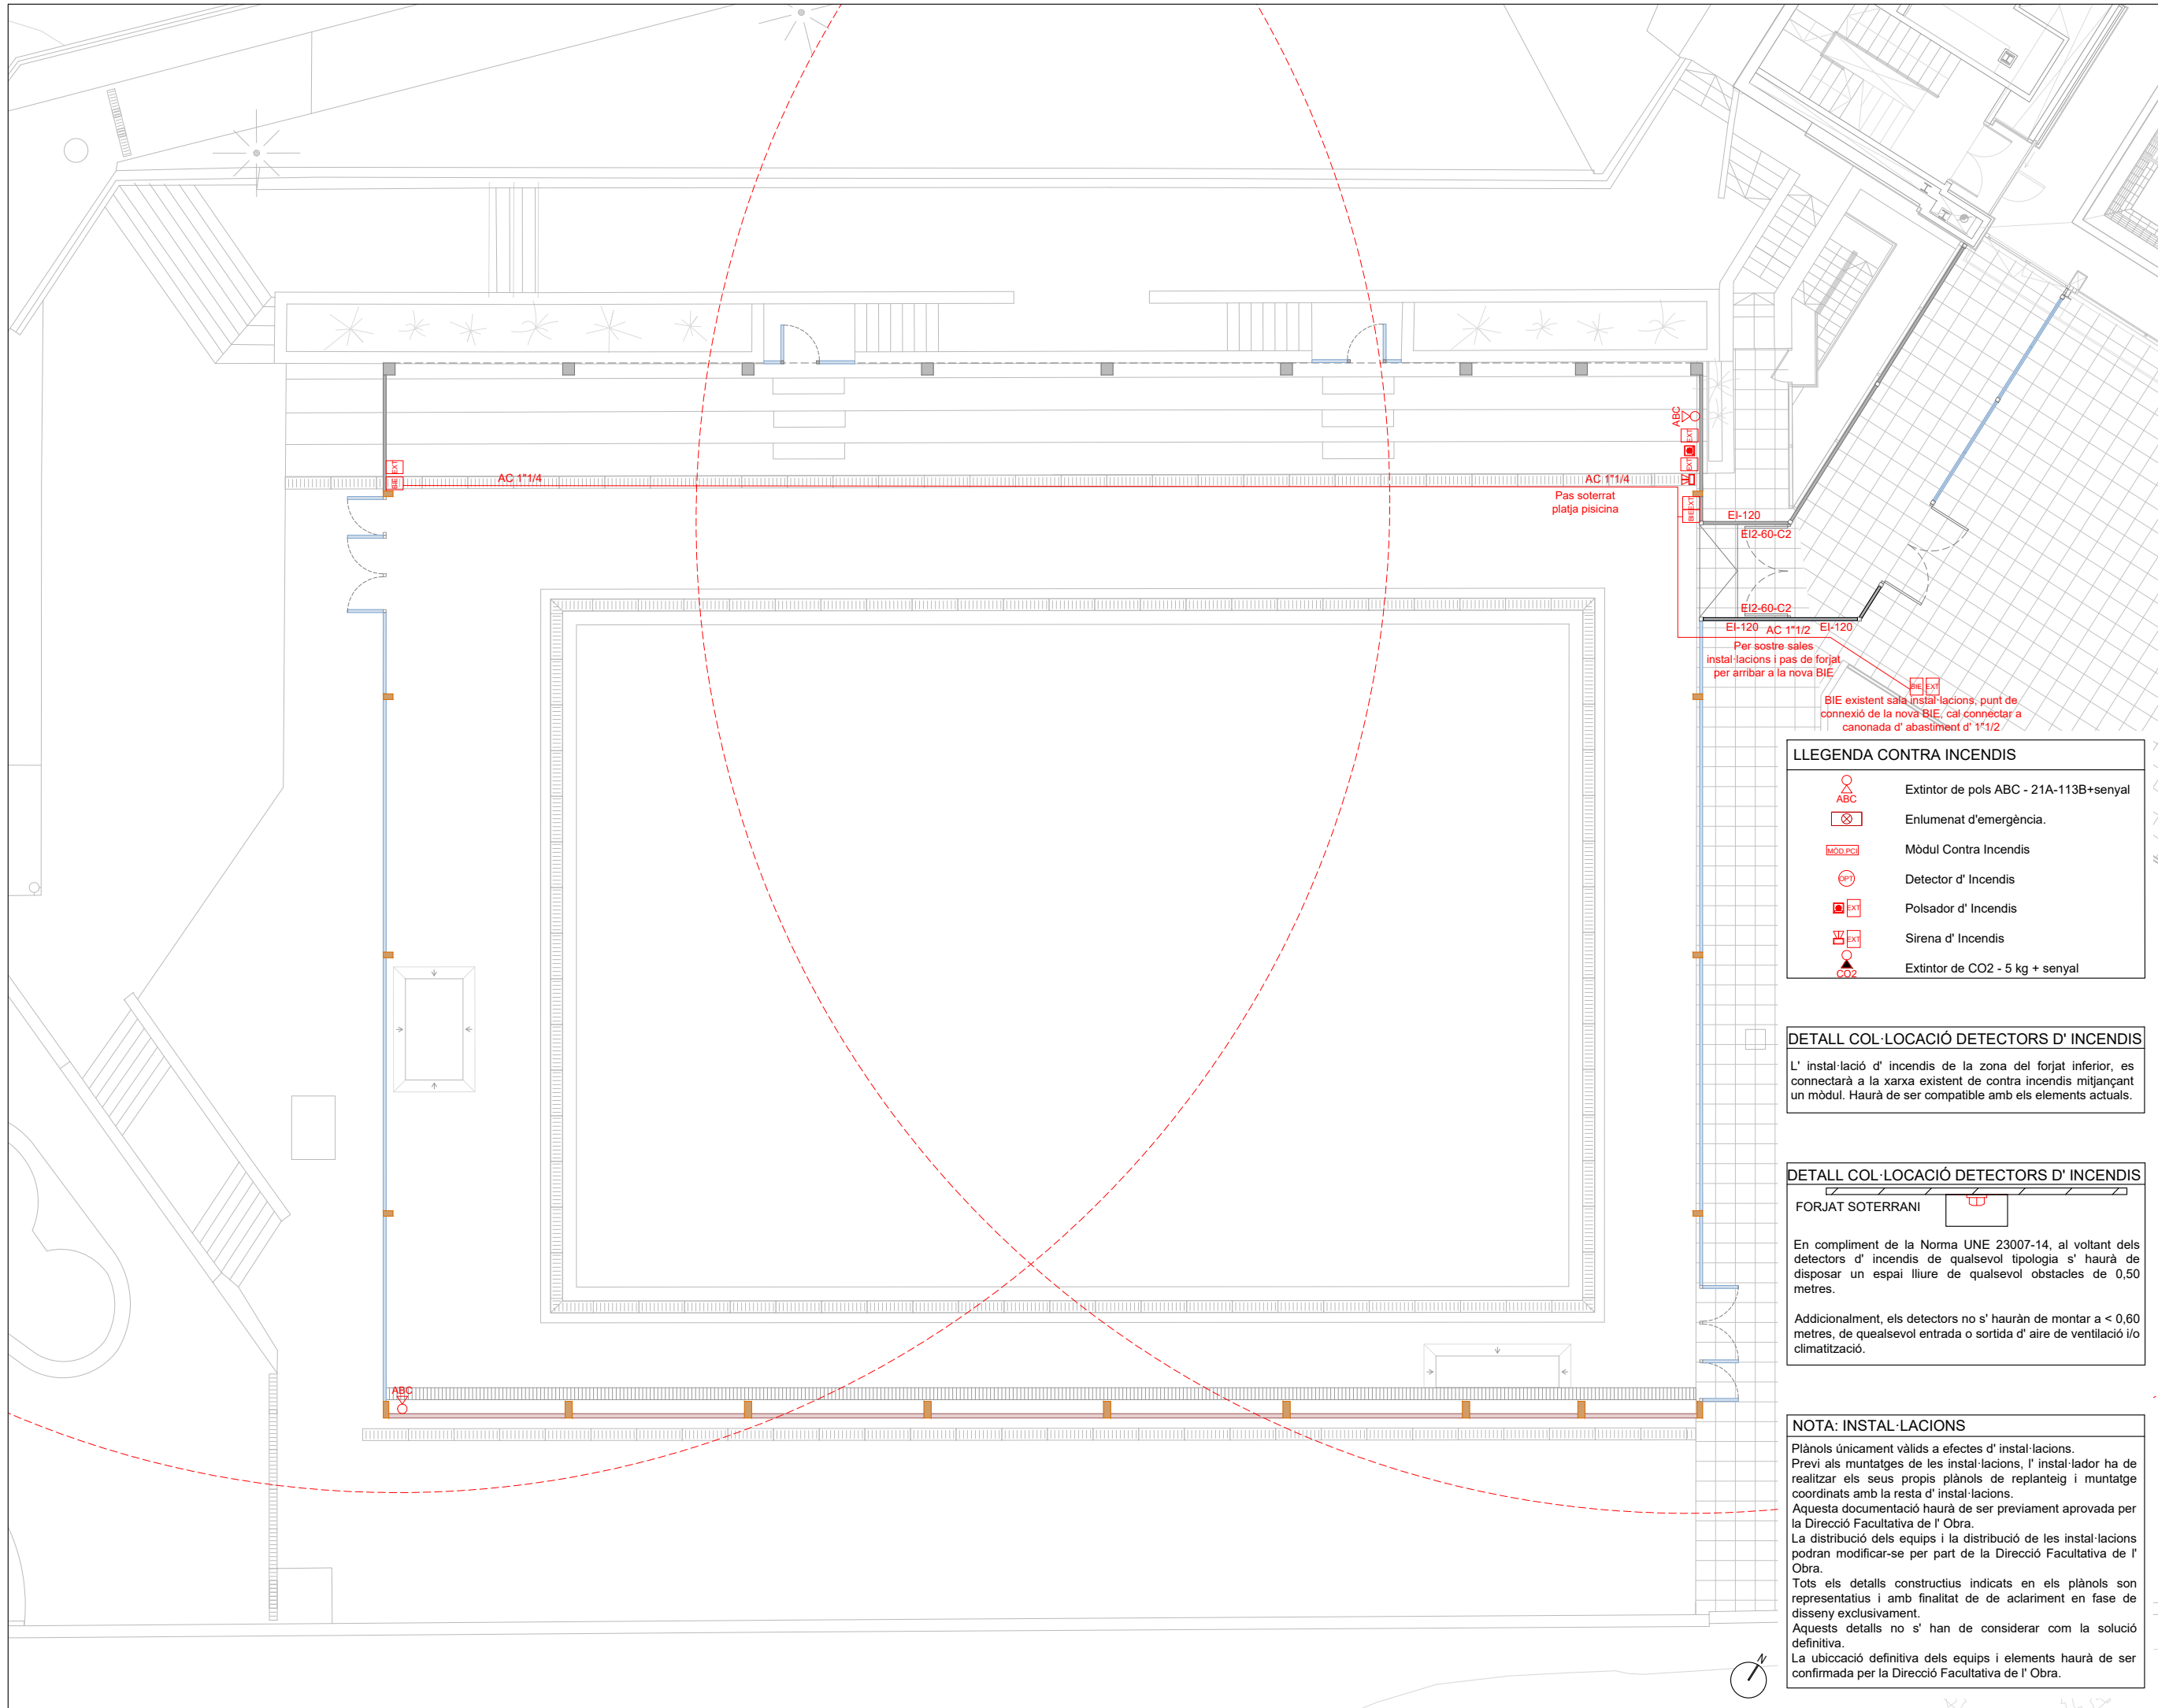 ABC
EXT
EXT
EXT
BIE
AC 1"1/4
AC 1"1/4
Pas soterrat
platja pisicina
EXT
BIE
EI-120
EI2-60-C2
EI2-60-C2
EI-120
AC 1"1/2
EI-120
Per sostre sales
instal·lacions i pas de forjat
per arribar a la nova BIE
BIE
EXT
BIE existent sala instal·lacions, punt de
connexió de la nova BIE, cal connectar a
canonada d' abastiment d' 1"1/2
LLEGENDA CONTRA INCENDIS
ABC
Extintor de pols ABC - 21A-113B+senyal
Enlumenat d'emergència.
MÒD.PCI
Mòdul Contra Incendis
OPT
Detector d' Incendis
EXT
Polsador d' Incendis
EXT
Sirena d' Incendis
CO2
Extintor de CO2 - 5 kg + senyal
DETALL COL·LOCACIÓ DETECTORS D' INCENDIS
L' instal·lació d' incendis de la zona del forjat inferior, es
connectarà a la xarxa existent de contra incendis mitjançant
un mòdul. Haurà de ser compatible amb els elements actuals.
DETALL COL·LOCACIÓ DETECTORS D' INCENDIS
FORJAT SOTERRANI
En compliment de la Norma UNE 23007-14, al voltant dels
detectors d' incendis de qualsevol tipologia s' haurà de
disposar un espai lliure de qualsevol obstacles de 0,50
metres.
Addicionalment, els detectors no s' hauràn de montar a < 0,60
metres, de quealsevol entrada o sortida d' aire de ventilació i/o
climatització.
ABC
NOTA: INSTAL·LACIONS
Plànols únicament vàlids a efectes d' instal·lacions.
Previ als muntatges de les instal·lacions, l' instal·lador ha de
realitzar els seus propis plànols de replanteig i muntatge
coordinats amb la resta d' instal·lacions.
Aquesta documentació haurà de ser previament aprovada per
la Direcció Facultativa de l' Obra.
La distribució dels equips i la distribució de les instal·lacions
podran modificar-se per part de la Direcció Facultativa de l'
Obra.
Tots els detalls constructius indicats en els plànols son
representatius i amb finalitat de de aclariment en fase de
disseny exclusivament.
Aquests detalls no s' han de considerar com la solució
definitiva.
La ubiccació definitiva dels equips i elements haurà de ser
confirmada per la Direcció Facultativa de l' Obra.
N